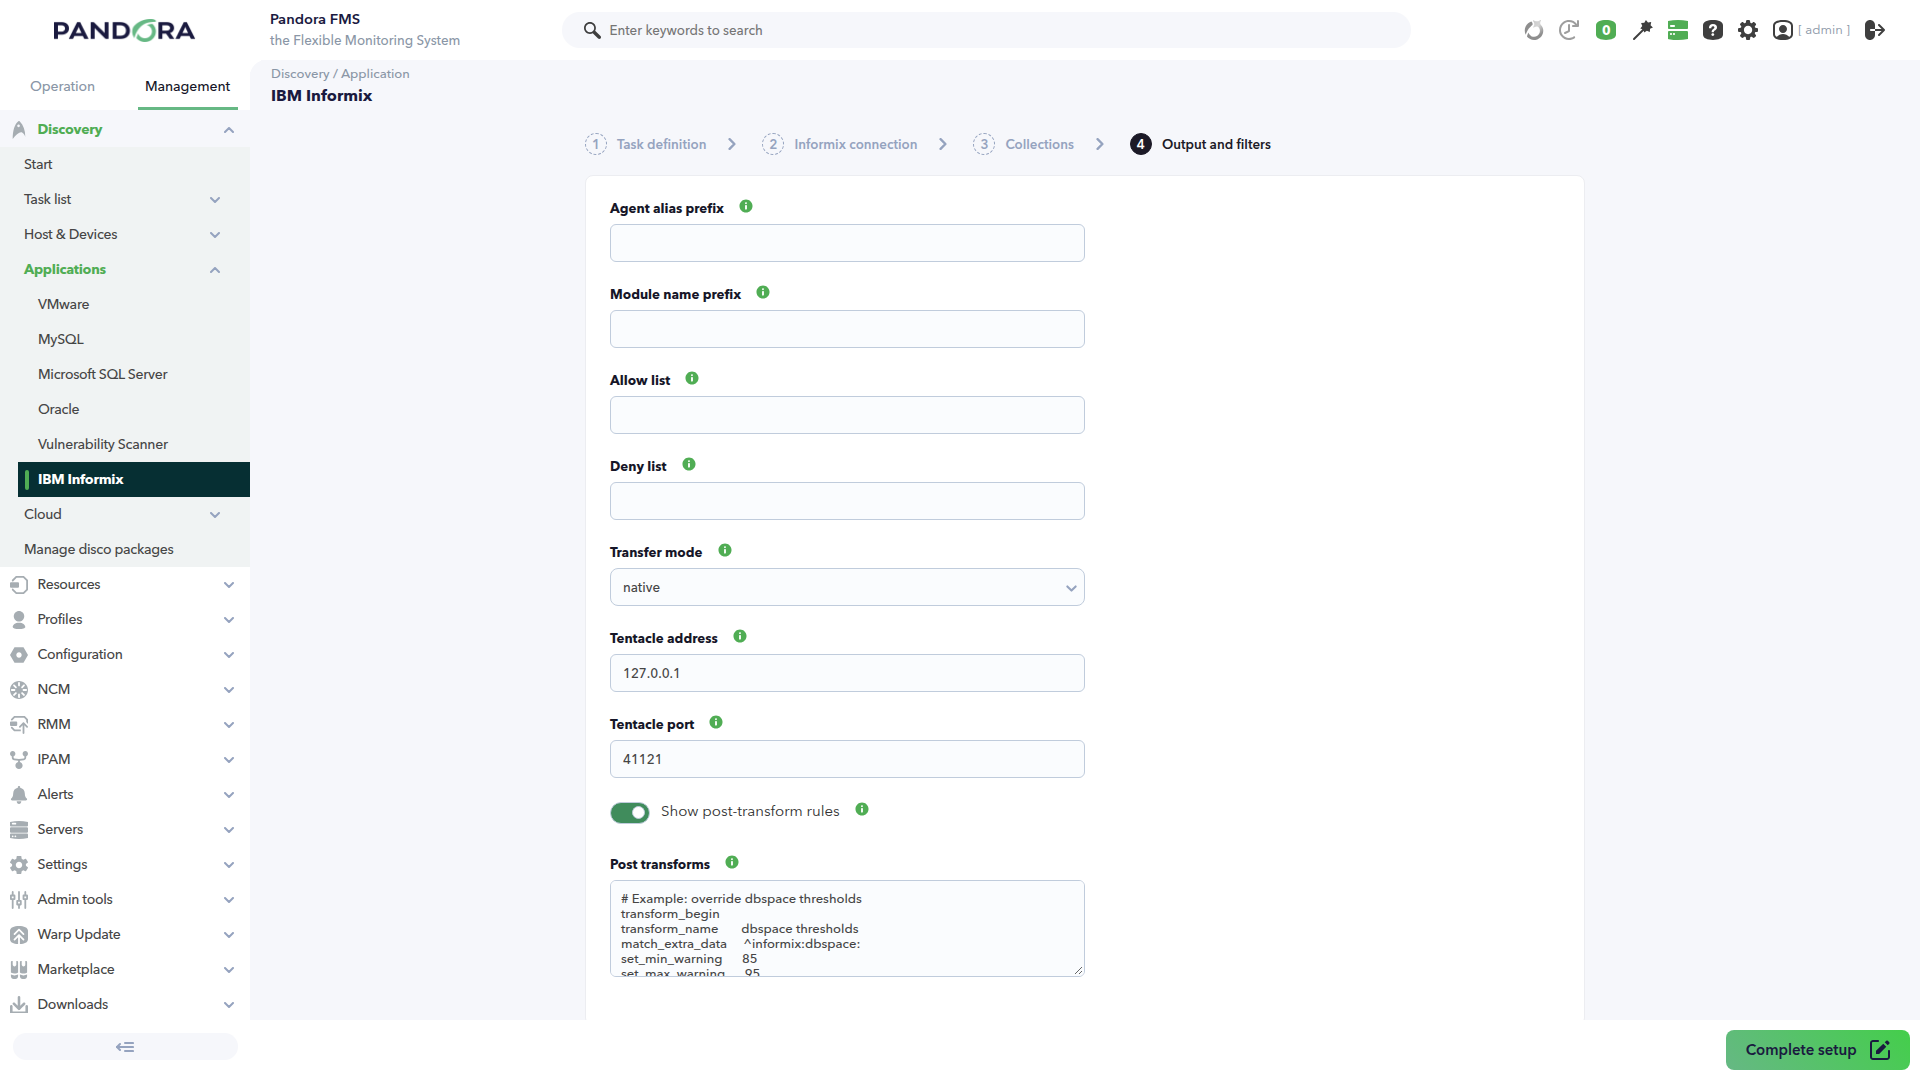 PANDORA
Pandora FMS
the Flexible Monitoring System
Enter keywords to search
0
?
[ admin ]
Operation
Management
Discovery
Start
Task list
Host & Devices
Applications
VMware
MySQL
Microsoft SQL Server
Oracle
Vulnerability Scanner
IBM Informix
Cloud
Manage disco packages
Resources
Profiles
Configuration
NCM
RMM
IPAM
Alerts
Servers
Settings
Admin tools
Warp Update
Marketplace
Downloads
Discovery / Application
IBM Informix
1 Task definition
2 Informix connection
3 Collections
4 Output and filters
Agent alias prefix
Module name prefix
Allow list
Deny list
Transfer mode
native
Tentacle address
127.0.0.1
Tentacle port
41121
Show post-transform rules
Post transforms
# Example: override dbspace thresholds
transform_begin
transform_name dbspace thresholds
match_extra_data ^informix:dbspace:
set_min_warning 85
set_max_warning 95
Complete setup